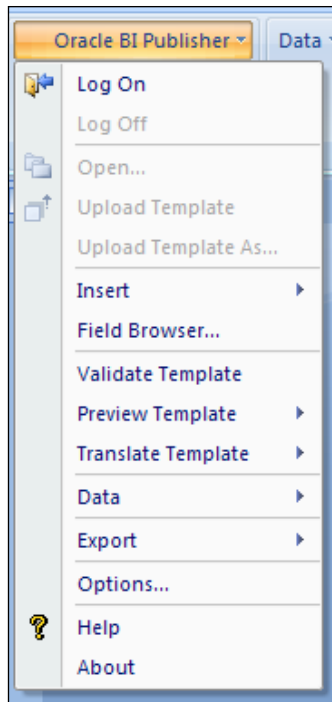 Oracle BI Publisher Data
Log On
Log Off
Open...
Upload Template
Upload Template As...
Insert
Field Browser...
Validate Template
Preview Template
Translate Template
Data
Export
Options...
Help
About